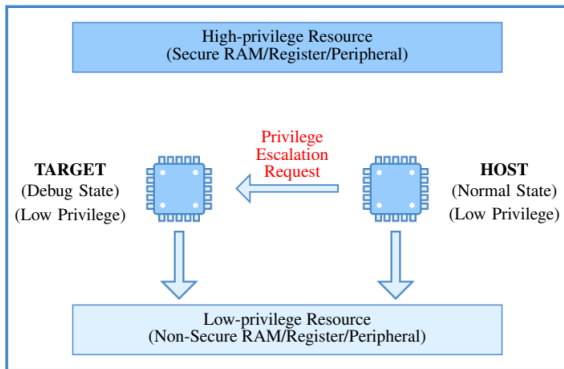 High-privilege Resource
(Secure RAM/Register/Peripheral)
Privilege
Escalation
Request
TARGET
(Debug State)
(Low Privilege)
HOST
(Normal State)
(Low Privilege)
Low-privilege Resource
(Non-Secure RAM/Register/Peripheral)